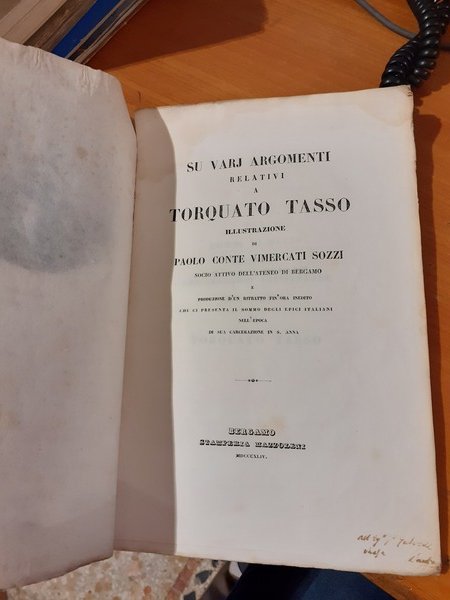 SU VARJ ARGOMENTI
RELATIVI
A
TORQUATO TASSO
ILLUSTRAZIONE
DI
PAOLO CONTE VIMERCATI SOZZI
SOCIO ATTIVO DELL'ATENEO DI BERGAMO
E
PRODUZIONE D'UN RITRATTO FIN' ORA INEDITO
CHE CI PRESENTA IL SOMMO DEGLI EPICI ITALIANI
NELL' EPOCA
DI SUA CARCERAZIONE IN S. ANNA
BERGAMO
STAMPERIA MAZZOLENI
MDCCCXLIV.